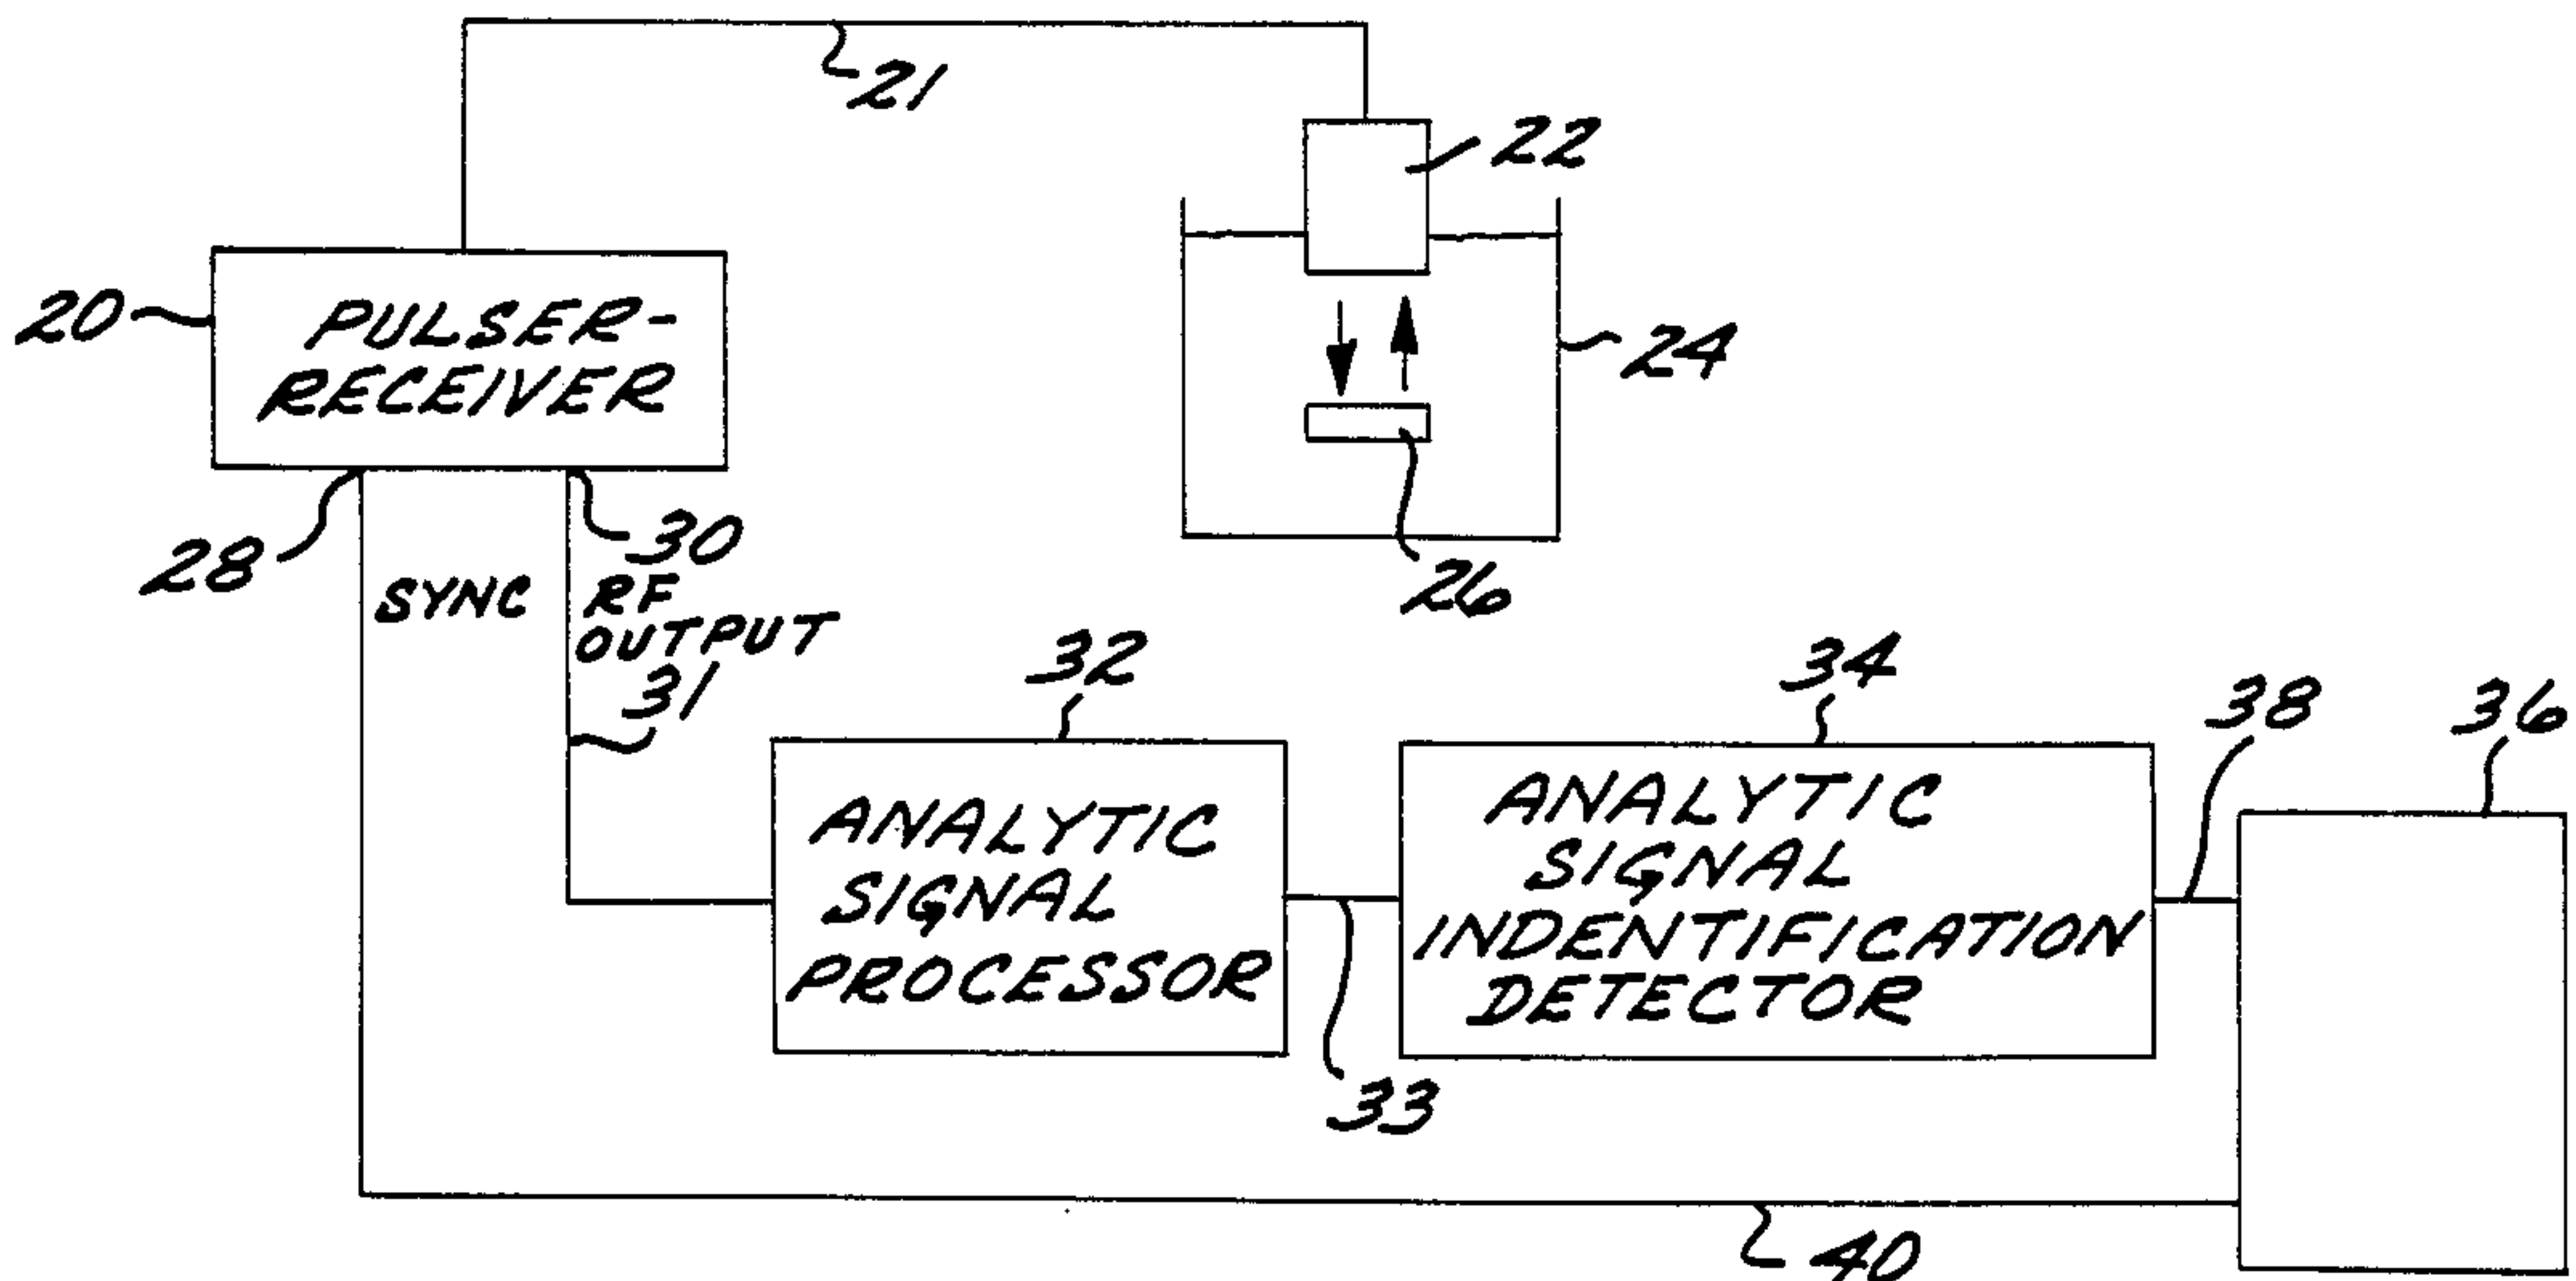 21
22
20
PULSER-
RECEIVER
24
28
30
26
SYNC
RF
OUTPUT
31
32
34
38
36
ANALYTIC
SIGNAL
PROCESSOR
ANALYTIC
SIGNAL
INDENTIFICATION
DETECTOR
33
40